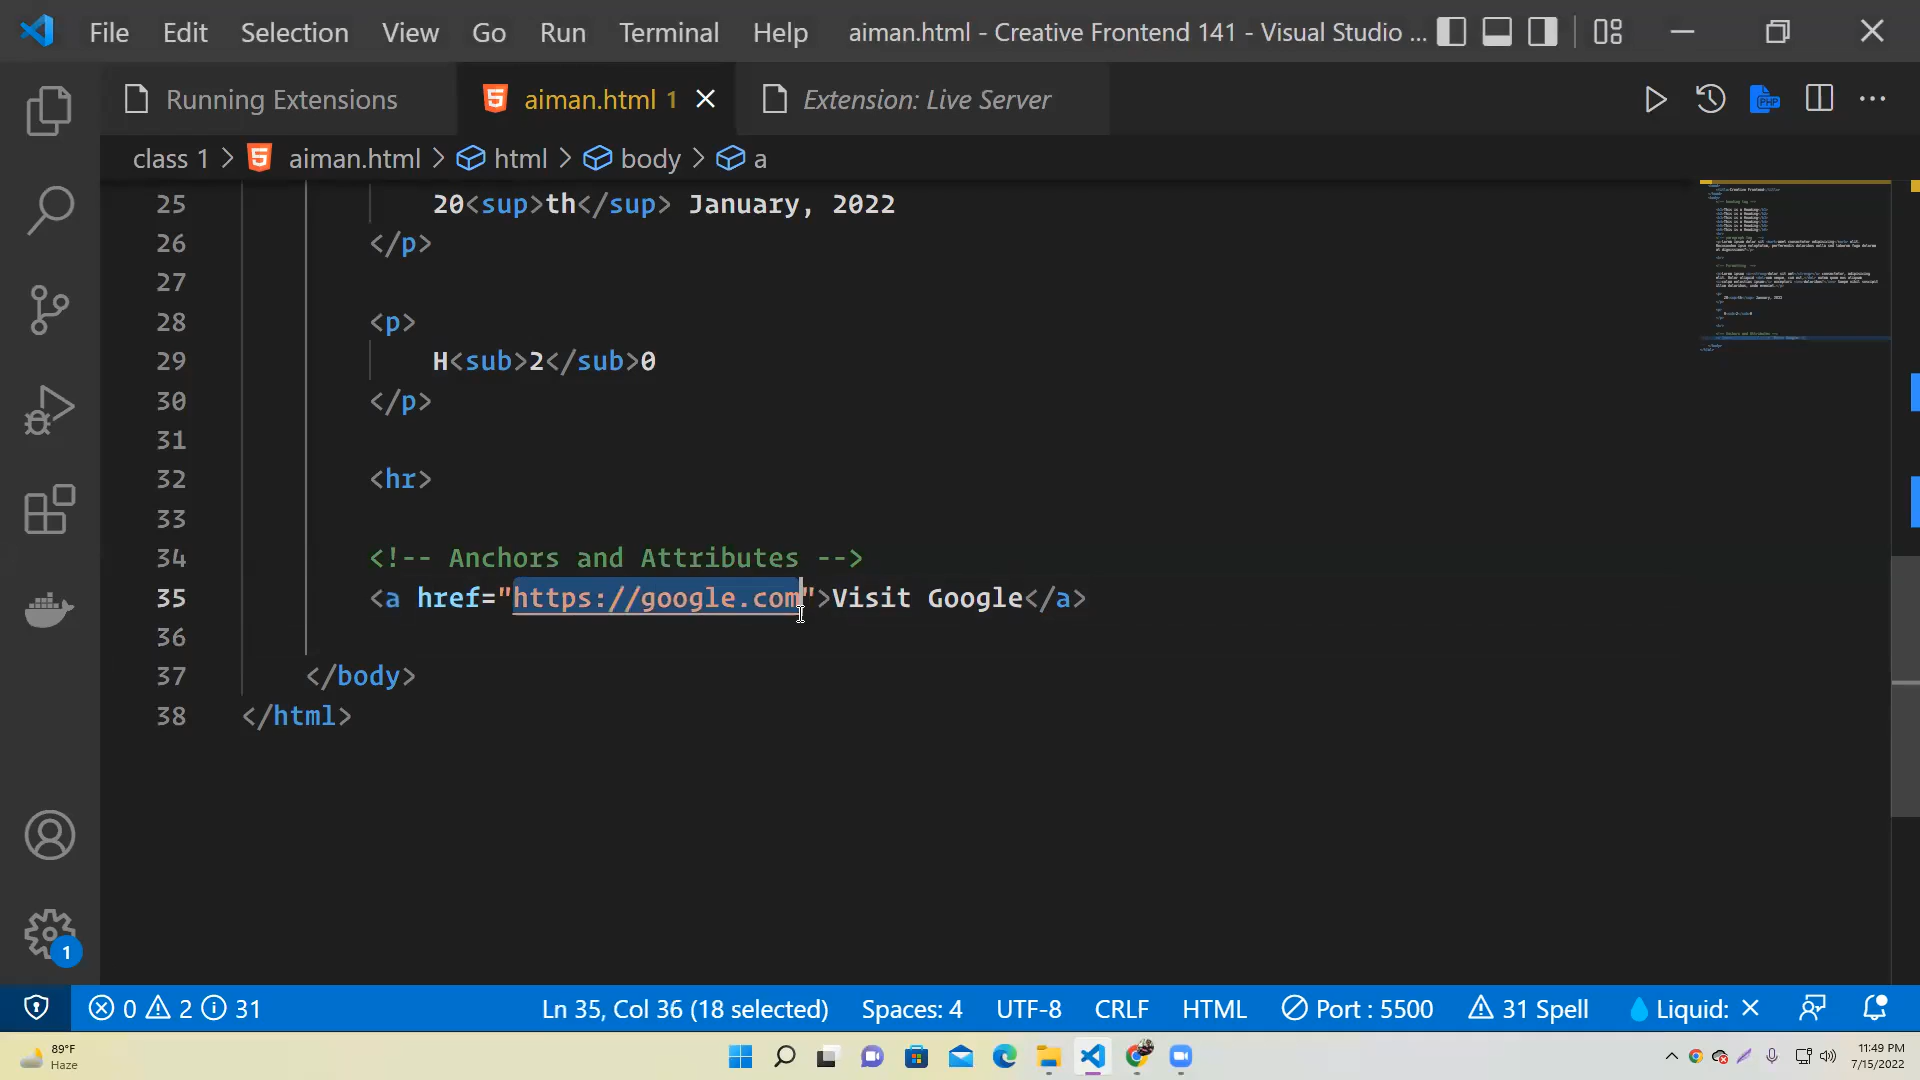 File Edit Selection View Go Run Terminal Help aiman.html - Creative Frontend 141 - Visual Studio ...
Running Extensions aiman.html 1 Extension: Live Server
class 1 > aiman.html > html > body > a
25 20<sup>th</sup> January, 2022
26 </p>
27
28 <p>
29 H<sub>2</sub>0
30 </p>
31
32 <hr>
33
34 <!-- Anchors and Attributes -->
35 <a href="https://google.com">Visit Google</a>
36
37 </body>
38 </html>
1
0 2 31 Ln 35, Col 36 (18 selected) Spaces: 4 UTF-8 CRLF HTML Port : 5500 31 Spell Liquid:
89°F
Haze
11:49 PM
7/15/2022